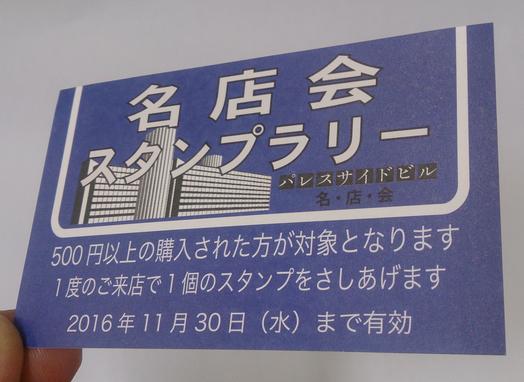 名店会
スタンプラリー
パレスサイドビル
名・店・会
500円以上の購入された方が対象となります
1度のご来店で1個のスタンプをさしあげます
2016年11月30日（水）まで有効